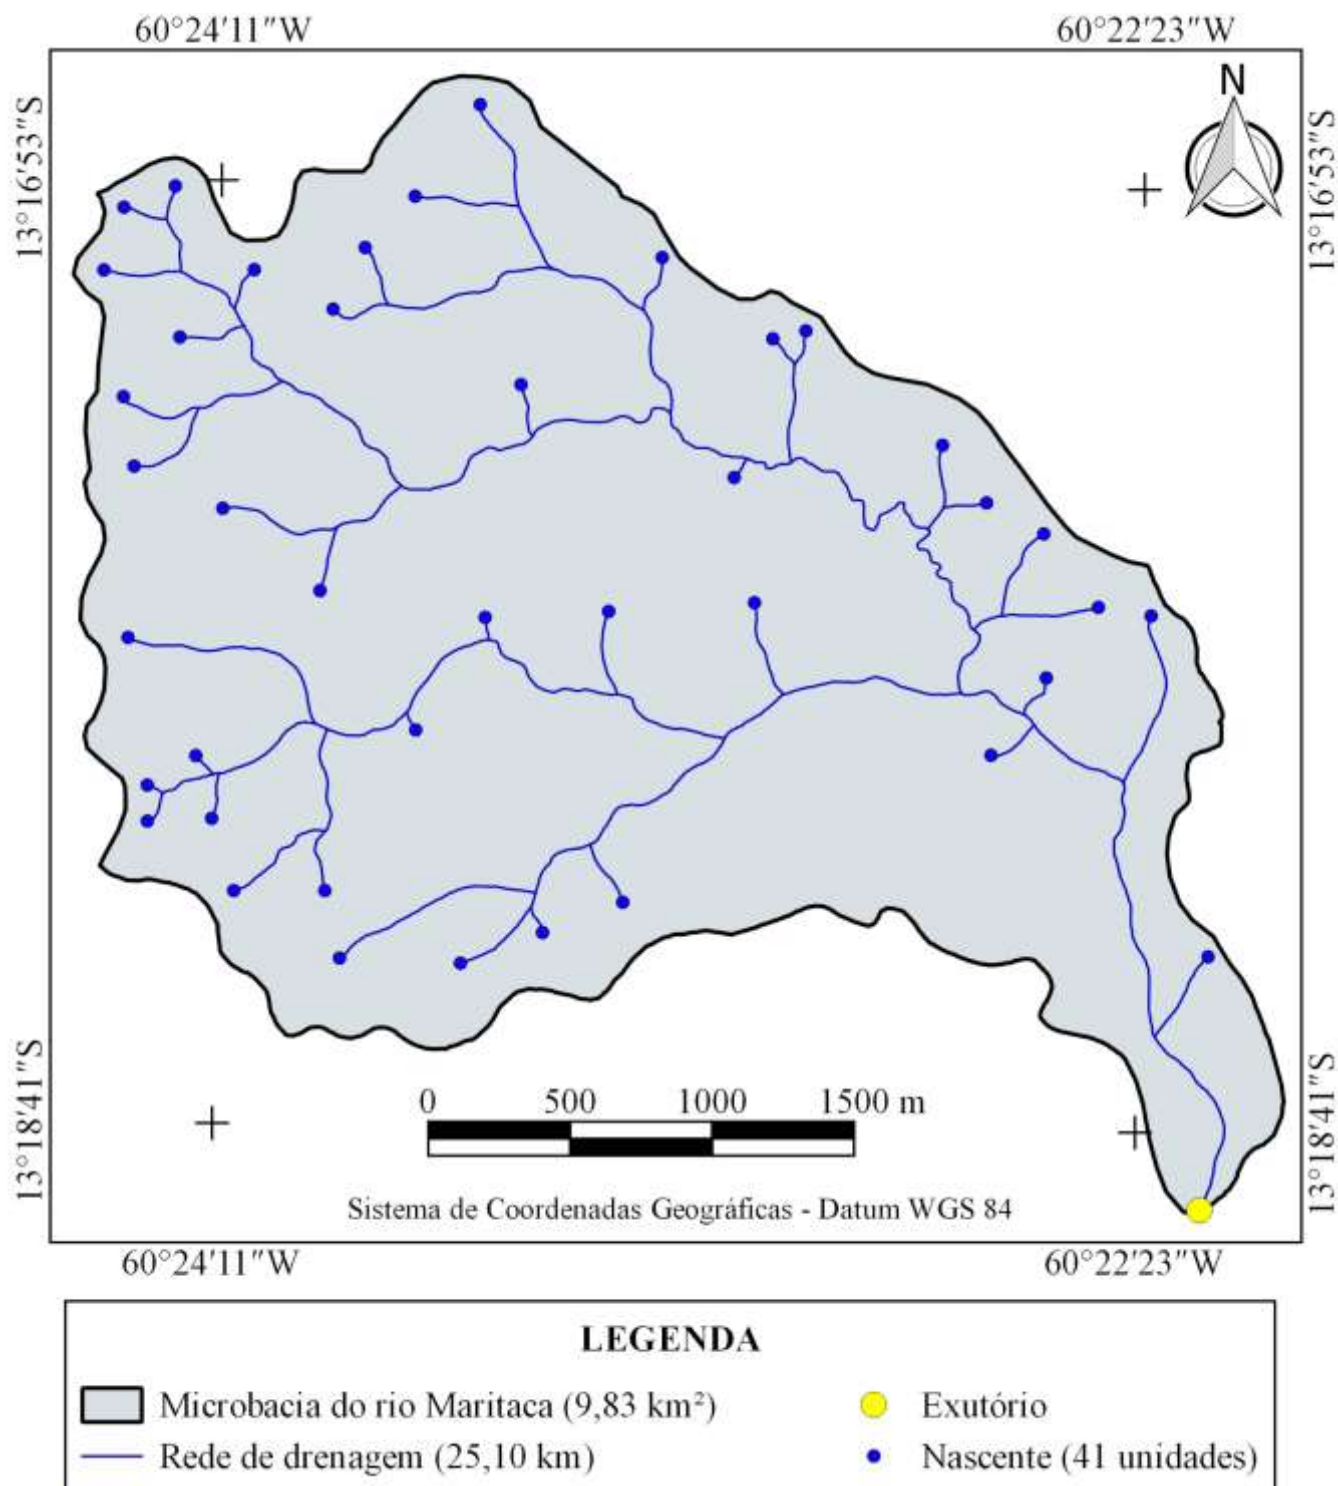 60°24'11"W 60°22'23"W
N
13°16'53"S 13°16'53"S
0 500 1000 1500 m
13°18'41"S 13°18'41"S
Sistema de Coordenadas Geográficas - Datum WGS 84
60°24'11"W 60°22'23"W
LEGENDA
Microbacia do rio Maritaca (9,83 km²) Exutório
Rede de drenagem (25,10 km) Nascente (41 unidades)